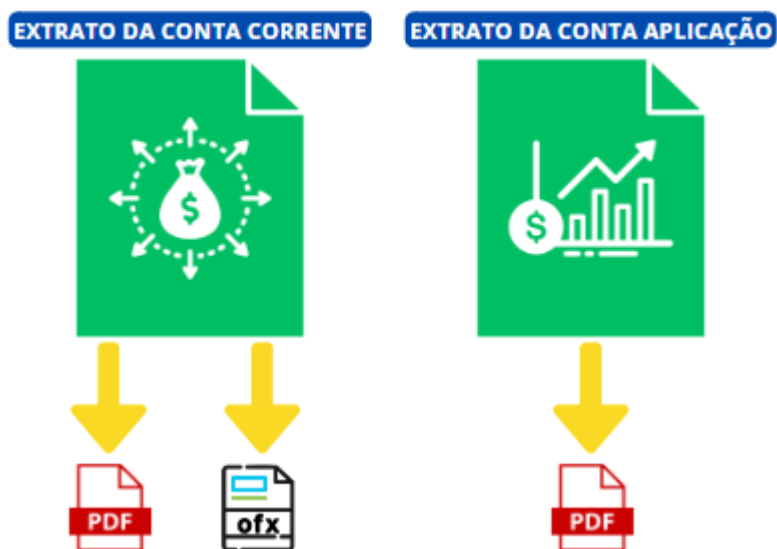 EXTRATO DA CONTA CORRENTE
EXTRATO DA CONTA APLICAÇÃO
$
$
PDF
ofx
PDF